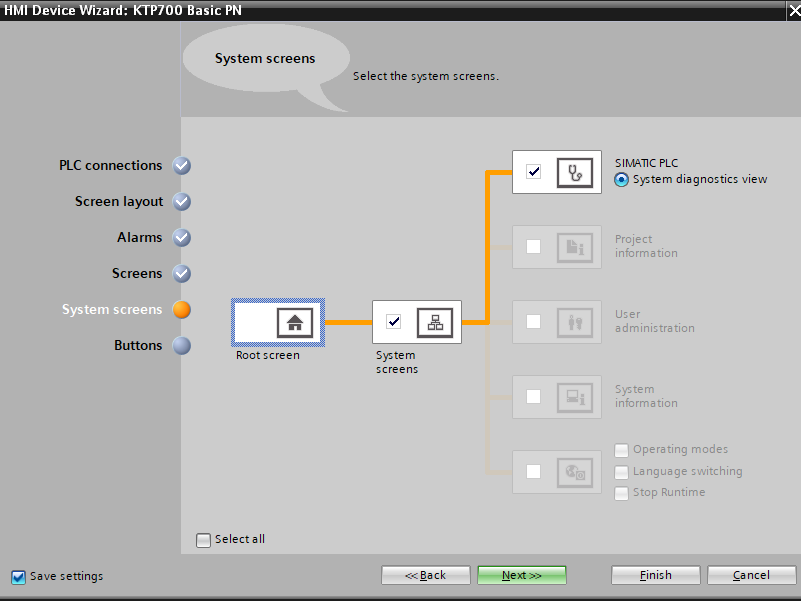 HMI Device Wizard: KTP700 Basic PN
System screens
Select the system screens.
PLC connections
Screen layout
Alarms
Screens
System screens
Buttons
Root screen
System
screens
SIMATIC PLC
System diagnostics view
Project
information
User
administration
System
information
Operating modes
Language switching
Stop Runtime
Select all
Save settings
<< Back
Next >>
Finish
Cancel